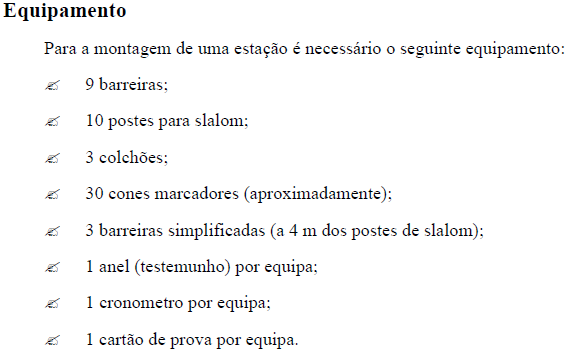 Equipamento
Para a montagem de uma estação é necessário o seguinte equipamento:
9 barreiras;
10 postes para slalom;
3 colchões;
30 cones marcadores (aproximadamente);
3 barreiras simplificadas (a 4 m dos postes de slalom);
1 anel (testemunho) por equipa;
1 cronometro por equipa;
1 cartão de prova por equipa.